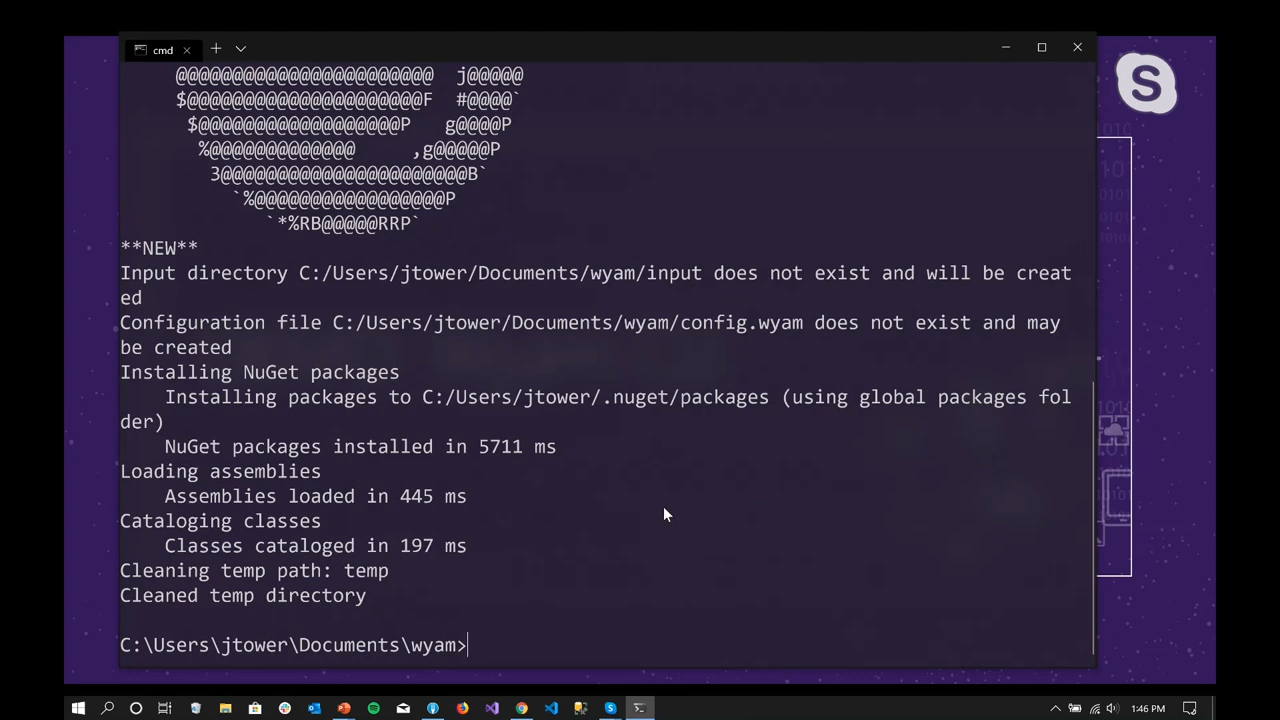 cmd
@@@@@@@@@@@@@@@@@@@@@@@ j@@@@@
$@@@@@@@@@@@@@@@@@@@@@F #@@@@`
$@@@@@@@@@@@@@@@@@@P g@@@@P
%@@@@@@@@@@@@@ ,g@@@@@P
3@@@@@@@@@@@@@@@@@@@@@@B`
`%@@@@@@@@@@@@@@@@@P
`*%RB@@@@@RRP`
**NEW**
Input directory C:/Users/jtower/Documents/wyam/input does not exist and will be creat
ed
Configuration file C:/Users/jtower/Documents/wyam/config.wyam does not exist and may
be created
Installing NuGet packages
Installing packages to C:/Users/jtower/.nuget/packages (using global packages fol
der)
NuGet packages installed in 5711 ms
Loading assemblies
Assemblies loaded in 445 ms
Cataloging classes
Classes cataloged in 197 ms
Cleaning temp path: temp
Cleaned temp directory
C:\Users\jtower\Documents\wyam>
1:46 PM